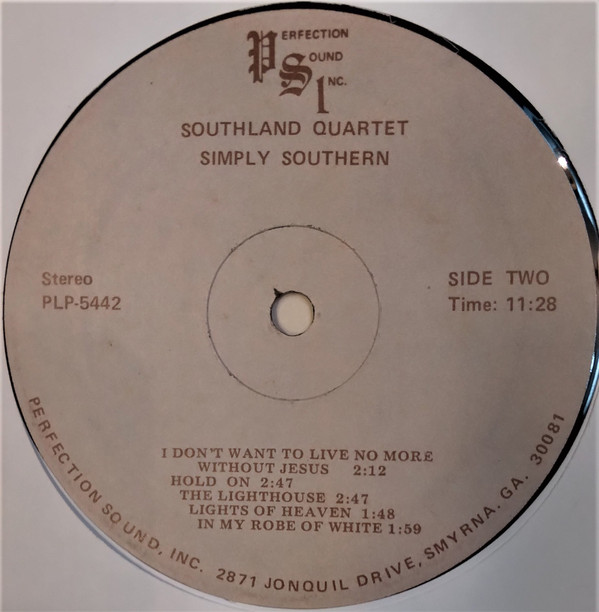 PERFECTION
SOUND
INC.
SOUTHLAND QUARTET
SIMPLY SOUTHERN
Stereo
PLP-5442
SIDE TWO
Time: 11:28
I DON'T WANT TO LIVE NO MORE
WITHOUT JESUS 2:12
HOLD ON 2:47
THE LIGHTHOUSE 2:47
LIGHTS OF HEAVEN 1:48
IN MY ROBE OF WHITE 1:59
PERFECTION SOUND, INC. 2871 JONQUIL DRIVE, SMYRNA. GA. 30081